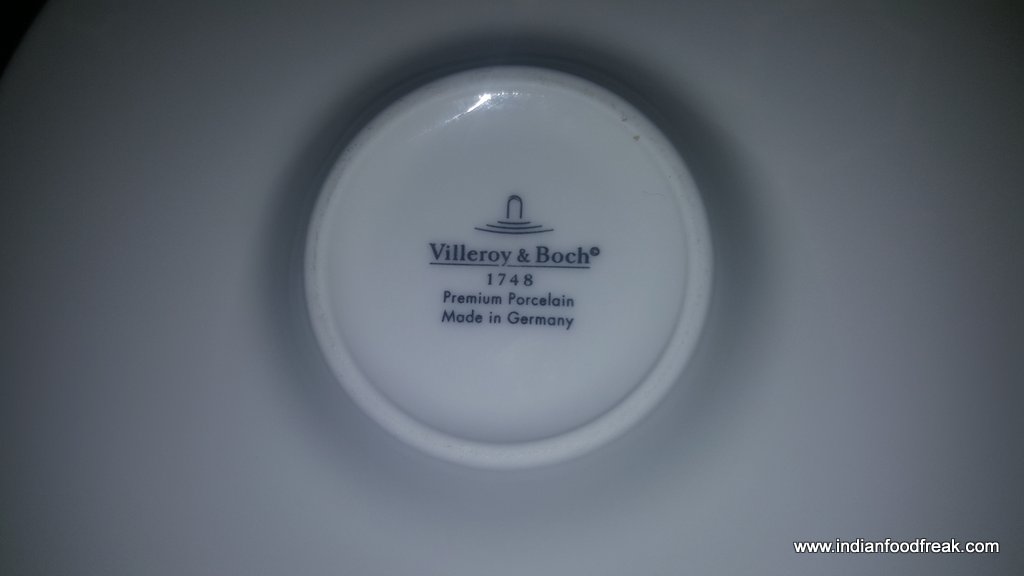 Villeroy & Boch®
1748
Premium Porcelain
Made in Germany
www.indianfoodfreak.com